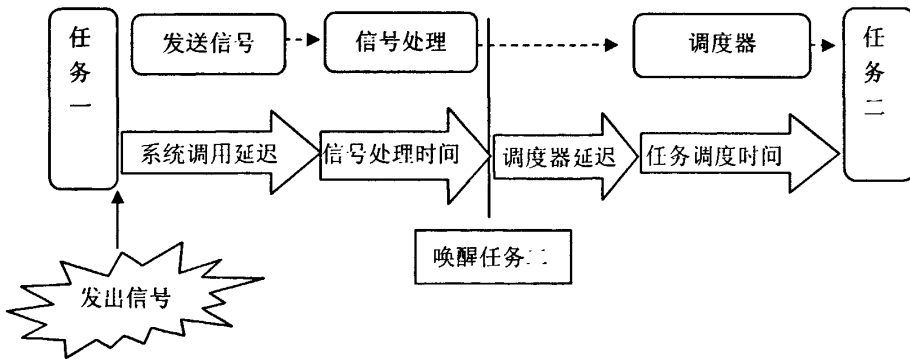 任务一
发送信号
信号处理
调度器
任务二
系统调用延迟
信号处理时间
调度器延迟
任务调度时间
唤醒任务二
发出信号